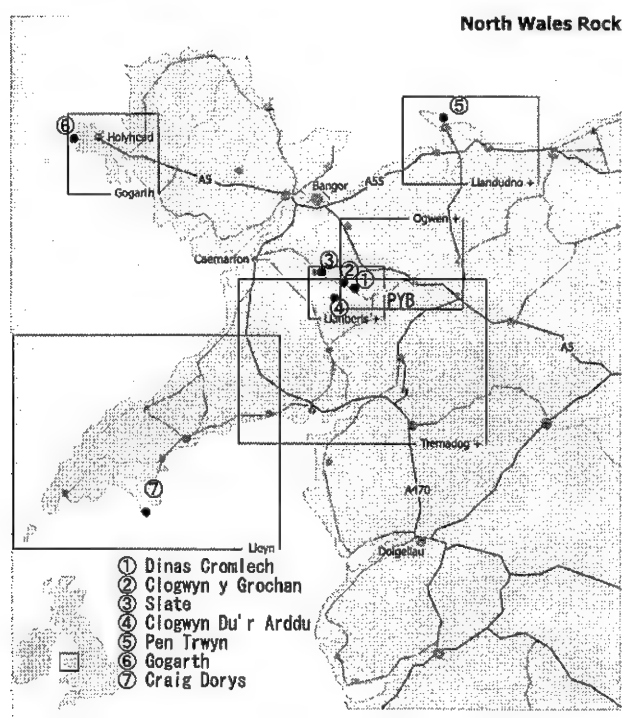 North Wales Rock
⑤
⑥
Holyhead
A5
Gogarth
Bangor
A55
Llandudno +
Ogwen +
Caernarfon
③
②
①
④
PYB
Llanberis +
A5
Tremadog +
⑦
A470
Lleyn
Dolgellau
① Dinas Cromlech
② Clogwyn y Grochan
③ Slate
④ Clogwyn Du'r Arddu
⑤ Pen Trwyn
⑥ Gogarth
⑦ Craig Dorys